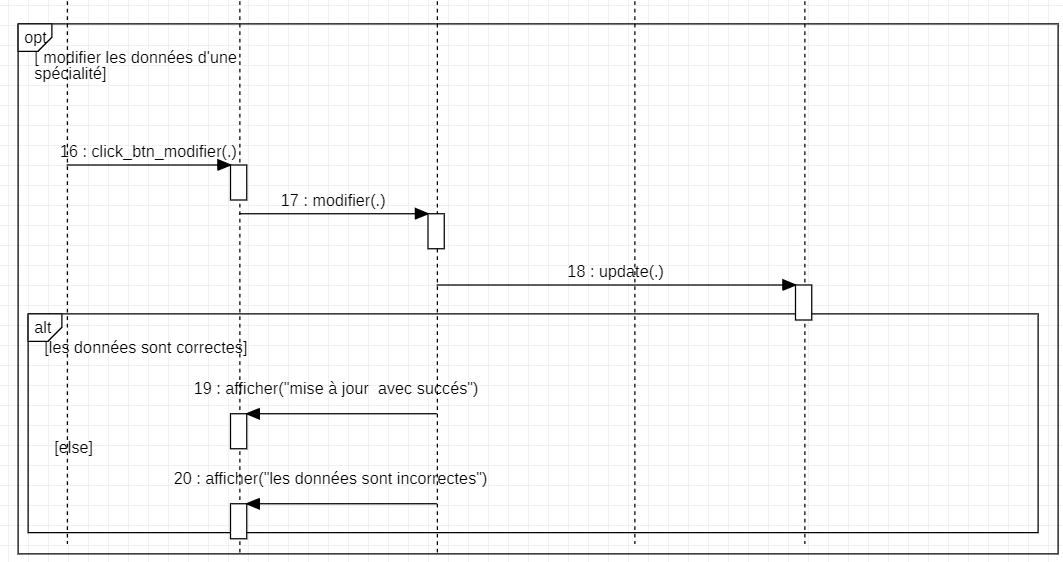 opt
[ modifier les données d'une
spécialité]
16 : click_btn_modifier(.)
17 : modifier(.)
18 : update(.)
alt
[les données sont correctes]
19 : afficher("mise à jour  avec succés")
[else]
20 : afficher("les données sont incorrectes")